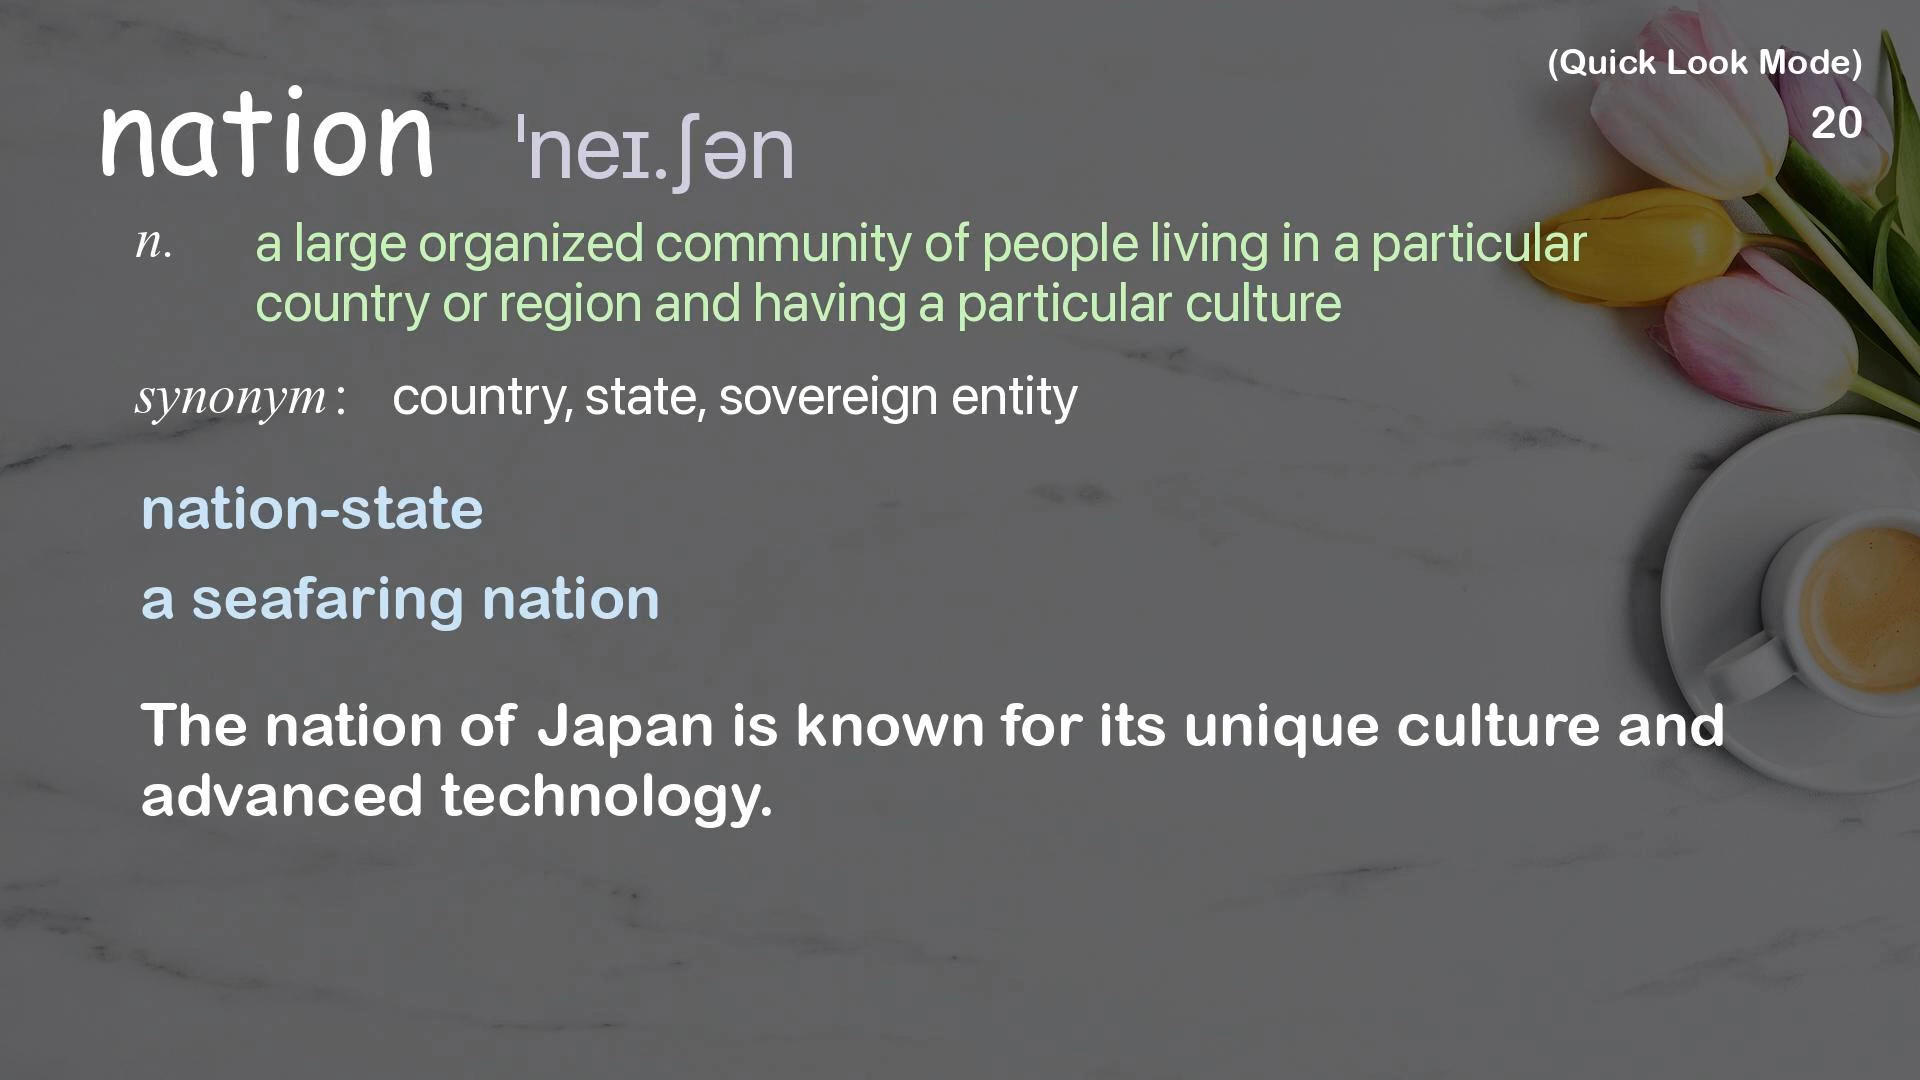 (Quick Look Mode)
20
nation ˈneɪ.ʃən
n. a large organized community of people living in a particular
country or region and having a particular culture
synonym: country, state, sovereign entity
nation-state
a seafaring nation
The nation of Japan is known for its unique culture and
advanced technology.